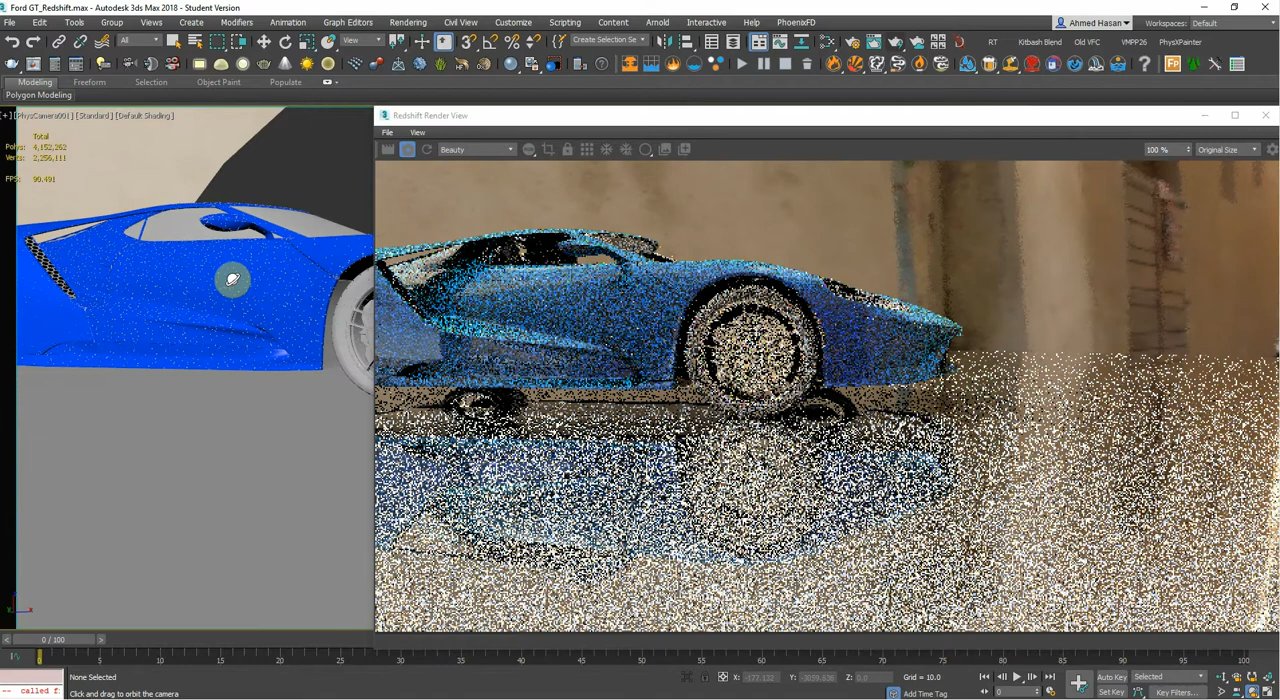 Ford GT_Redshift.max - Autodesk 3ds Max 2018 - Student Version
File Edit Tools Group Views Create Modifiers Animation Graph Editors Rendering Civil View Customize Scripting Content Arnold Interactive Help PhoenixFD Ahmed Hasan Workspaces: Default
All View Create Selection Se RT Kitbash Blend Old VFC VMPP26 PhysXPainter
Modeling Freeform Selection Object Paint Populate
Polygon Modeling
[+] [PhysCamera001] [Standard] [Default Shading]
Redshift Render View
Total
File View
Polys: 4,152,262
Verts: 2,256,111
Beauty 100 % Original Size
FPS: 90.491
0 / 100
0 5 10 15 20 25 30 35 40 45 50 55 60 65 70 75 80 85 90 95 100
None Selected X: -177.132 Y: -3059.636 Z: 0.0 Grid = 10.0 Auto Key Selected
-- called f: Click and drag to orbit the camera Add Time Tag 0 Set Key Key Filters...